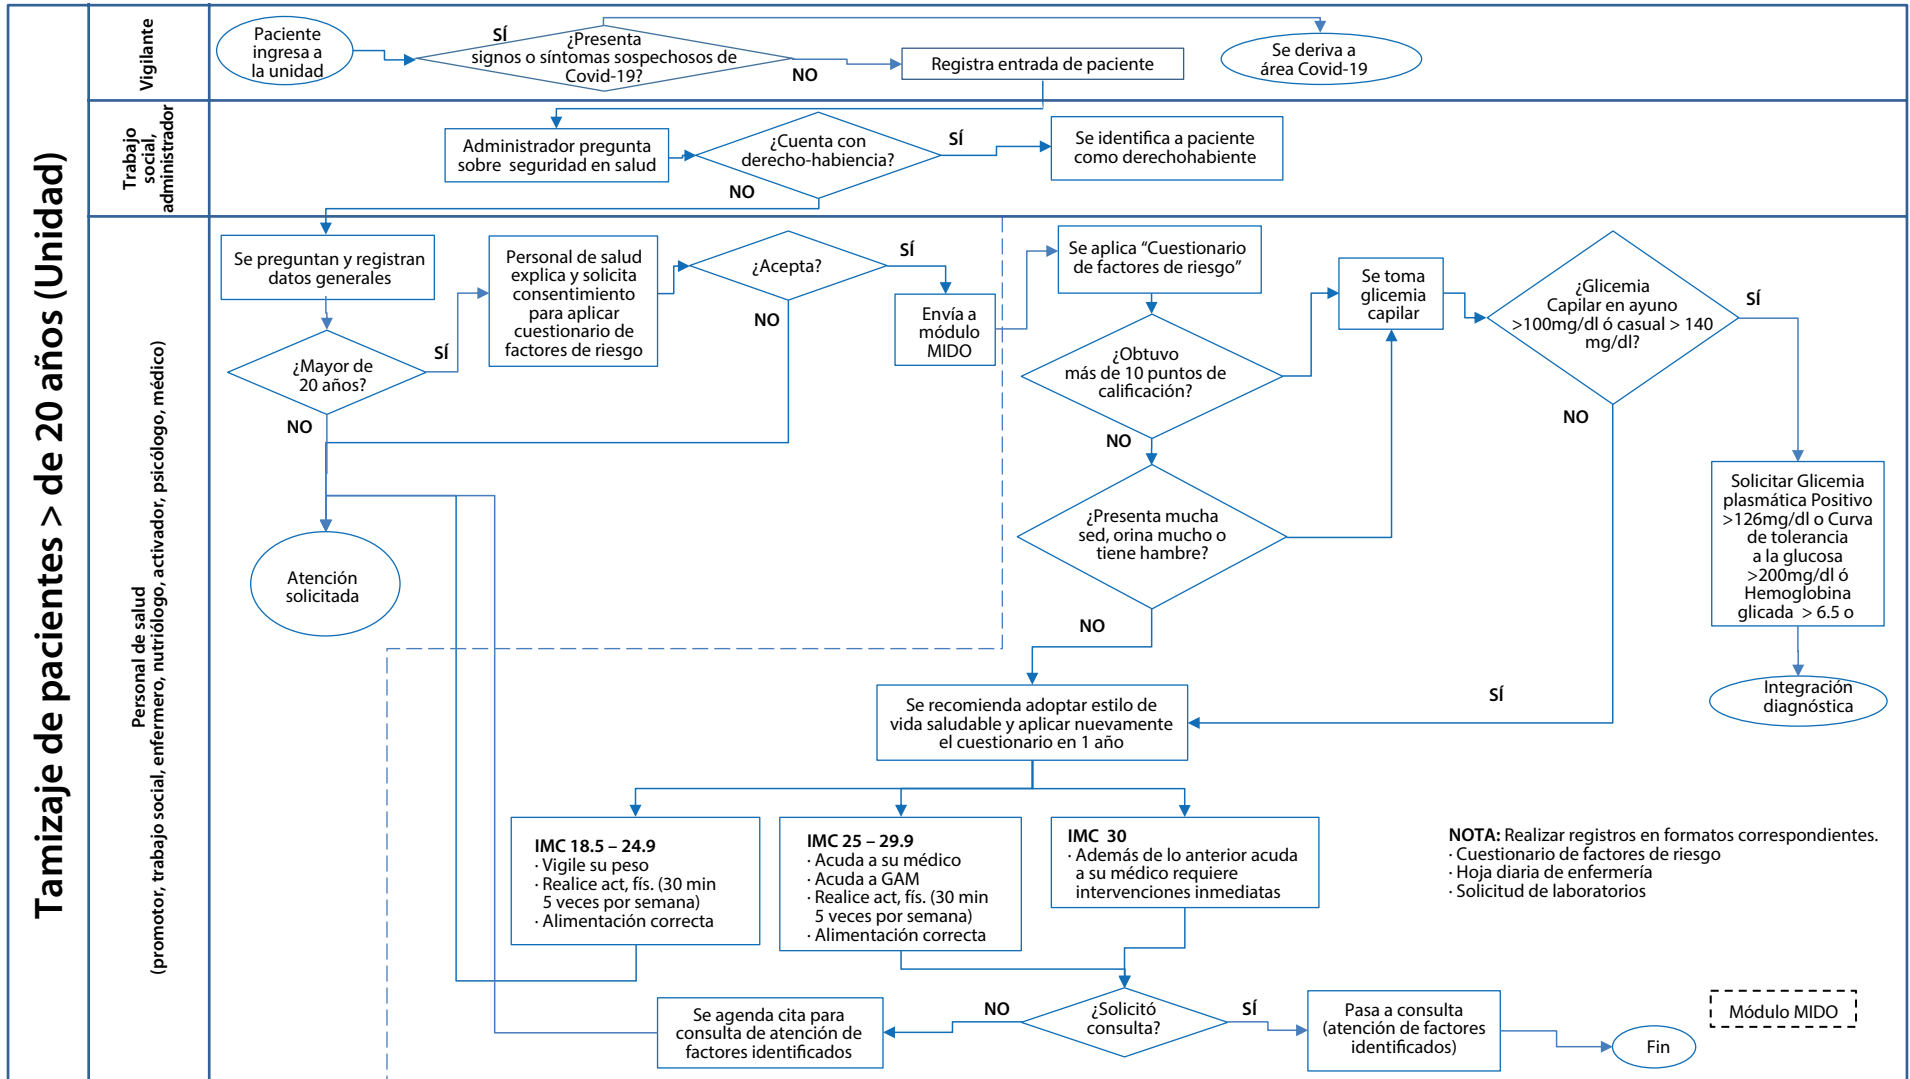 Tamizaje de pacientes > de 20 años (Unidad)
Vigilante
Paciente
ingresa a
la unidad
SÍ
¿Presenta
signos o síntomas sospechosos de
Covid-19?
NO
Registra entrada de paciente
Se deriva a
área Covid-19
Trabajo
social,
administrador
Administrador pregunta
sobre seguridad en salud
¿Cuenta con
derecho-habiencia?
SÍ
NO
Se identifica a paciente
como derechohabiente
Personal de salud
(promotor, trabajo social, enfermero, nutriólogo, activador, psicólogo, médico)
Se preguntan y registran
datos generales
¿Mayor de
20 años?
SÍ
NO
Personal de salud
explica y solicita
consentimiento
para aplicar
cuestionario de
factores de riesgo
¿Acepta?
SÍ
NO
Envía a
módulo
MIDO
Atención
solicitada
Se aplica “Cuestionario
de factores de riesgo”
¿Obtuvo
más de 10 puntos de
calificación?
NO
¿Presenta mucha
sed, orina mucho o
tiene hambre?
NO
Se toma
glicemia
capilar
¿Glicemia
Capilar en ayuno
>100mg/dl ó casual > 140
mg/dl?
SÍ
NO
Solicitar Glicemia
plasmática Positivo
>126mg/dl o Curva
de tolerancia
a la glucosa
>200mg/dl ó
Hemoglobina
glicada > 6.5 o
Integración
diagnóstica
SÍ
Se recomienda adoptar estilo de
vida saludable y aplicar nuevamente
el cuestionario en 1 año
IMC 18.5 – 24.9
· Vigile su peso
· Realice act, fís. (30 min
5 veces por semana)
· Alimentación correcta
IMC 25 – 29.9
· Acuda a su médico
· Acuda a GAM
· Realice act, fís. (30 min
5 veces por semana)
· Alimentación correcta
IMC 30
· Además de lo anterior acuda
a su médico requiere
intervenciones inmediatas
NOTA: Realizar registros en formatos correspondientes.
· Cuestionario de factores de riesgo
· Hoja diaria de enfermería
· Solicitud de laboratorios
Se agenda cita para
consulta de atención de
factores identificados
NO
¿Solicitó
consulta?
SÍ
Pasa a consulta
(atención de factores
identificados)
Fin
Módulo MIDO